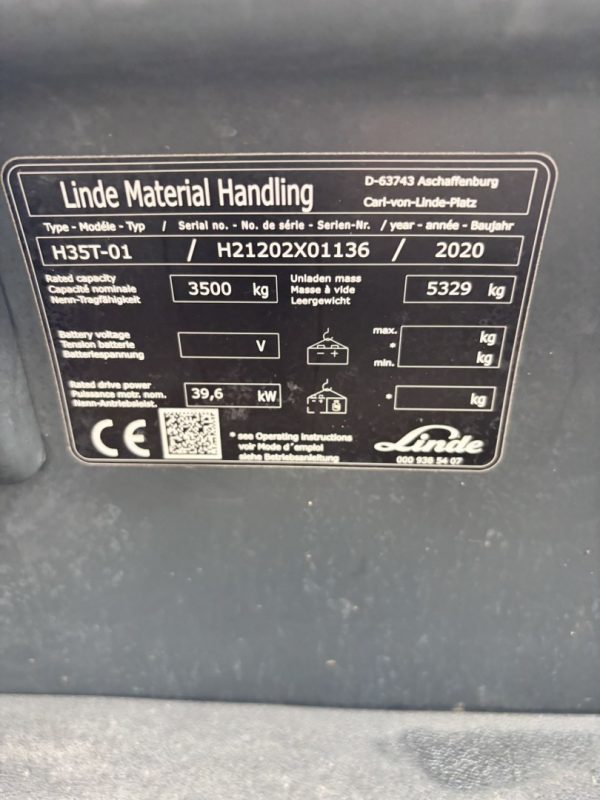 Linde Material Handling
D-63743 Aschaffenburg
Carl-von-Linde-Platz
Type - Modéle - Typ / Serial no. - No. de série - Serien-Nr. / year - année - Baujahr
H35T-01 / H21202X01136 / 2020
Rated capacity
Capacité nominale
Nenn-Tragfähigkeit
3500 kg
Unladen mass
Masse à vide
Leergewicht
5329 kg
Battery voltage
Tension batterie
Batteriespannung
V
- +
max. kg
*
min. kg
Rated drive power
Puissance motr. nom.
Nenn-Antriebsleist.
39,6 kW
* kg
CE
* see Operating instructions
voir Mode d'emploi
siehe Betriebsanleitung
Linde
000 938 54 07